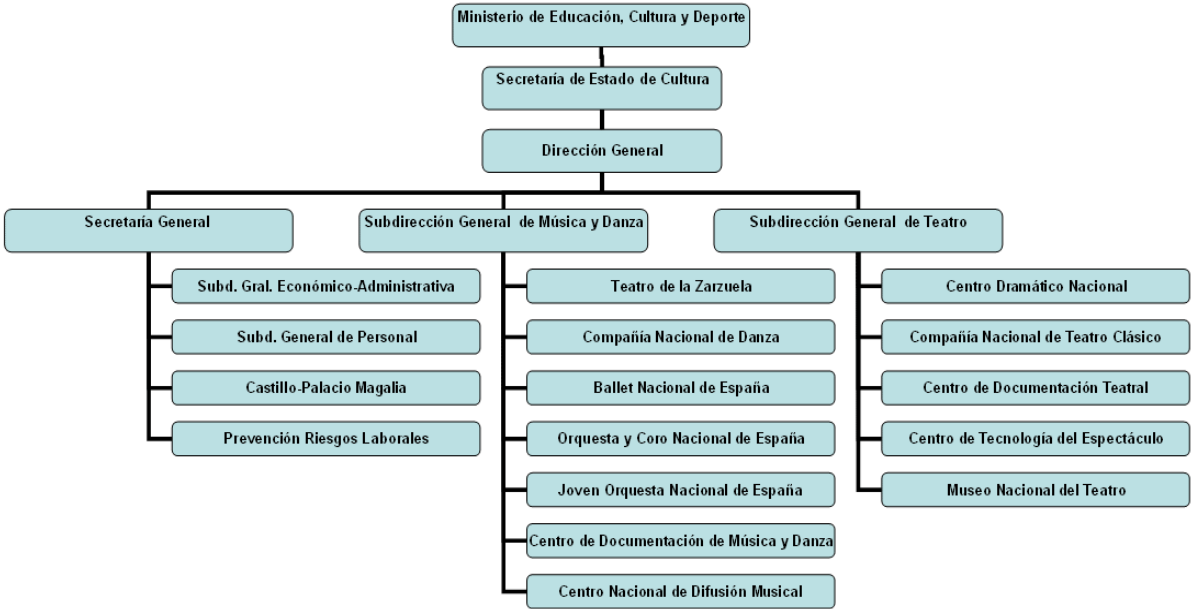 Ministerio de Educación, Cultura y Deporte
Secretaría de Estado de Cultura
Dirección General
Secretaría General
Subd. Gral. Económico-Administrativa
Subd. General de Personal
Castillo-Palacio Magalia
Prevención Riesgos Laborales
Subdirección General de Música y Danza
Teatro de la Zarzuela
Compañía Nacional de Danza
Ballet Nacional de España
Orquesta y Coro Nacional de España
Joven Orquesta Nacional de España
Centro de Documentación de Música y Danza
Centro Nacional de Difusión Musical
Subdirección General de Teatro
Centro Dramático Nacional
Compañía Nacional de Teatro Clásico
Centro de Documentación Teatral
Centro de Tecnología del Espectáculo
Museo Nacional del Teatro